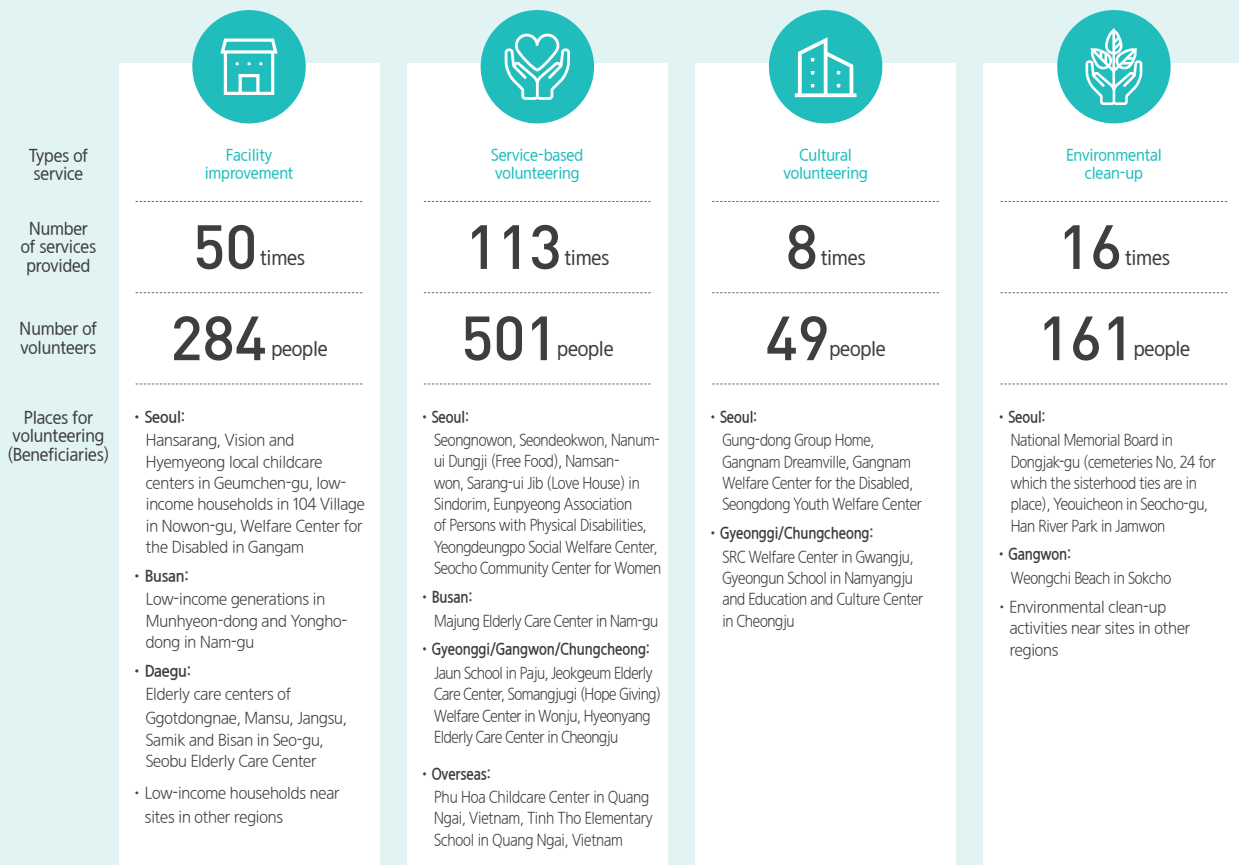 Types of
service
Facility
improvement
Service-based
volunteering
Cultural
volunteering
Environmental
clean-up
Number
of services
provided
50 times
113 times
8 times
16 times
Number of
volunteers
284 people
501 people
49 people
161 people
Places for
volunteering
(Beneficiaries)
• Seoul:
Hansarang, Vision and
Hyemyeong local childcare
centers in Geumchen-gu, low-
income households in 104 Village
in Nowon-gu, Welfare Center for
the Disabled in Gangam
• Busan:
Low-income generations in
Munhyeon-dong and Yongho-
dong in Nam-gu
• Daegu:
Elderly care centers of
Ggotdongnae, Mansu, Jangsu,
Samik and Bisan in Seo-gu,
Seobu Elderly Care Center
• Low-income households near
sites in other regions
• Seoul:
Seongnowon, Seondeokwon, Nanum-
ui Dungji (Free Food), Namsan-
won, Sarang-ui Jib (Love House) in
Sindorim, Eunpyeong Association
of Persons with Physical Disabilities,
Yeongdeungpo Social Welfare Center,
Seocho Community Center for Women
• Busan:
Majung Elderly Care Center in Nam-gu
• Gyeonggi/Gangwon/Chungcheong:
Jaun School in Paju, Jeokgeum Elderly
Care Center, Somangjugi (Hope Giving)
Welfare Center in Wonju, Hyeonyang
Elderly Care Center in Cheongju
• Overseas:
Phu Hoa Childcare Center in Quang
Ngai, Vietnam, Tinh Tho Elementary
School in Quang Ngai, Vietnam
• Seoul:
Gung-dong Group Home,
Gangnam Dreamville, Gangnam
Welfare Center for the Disabled,
Seongdong Youth Welfare Center
• Gyeonggi/Chungcheong:
SRC Welfare Center in Gwangju,
Gyeongun School in Namyangju
and Education and Culture Center
in Cheongju
• Seoul:
National Memorial Board in
Dongjak-gu (cemeteries No. 24 for
which the sisterhood ties are in
place), Yeouicheon in Seocho-gu,
Han River Park in Jamwon
• Gangwon:
Weongchi Beach in Sokcho
• Environmental clean-up
activities near sites in other
regions